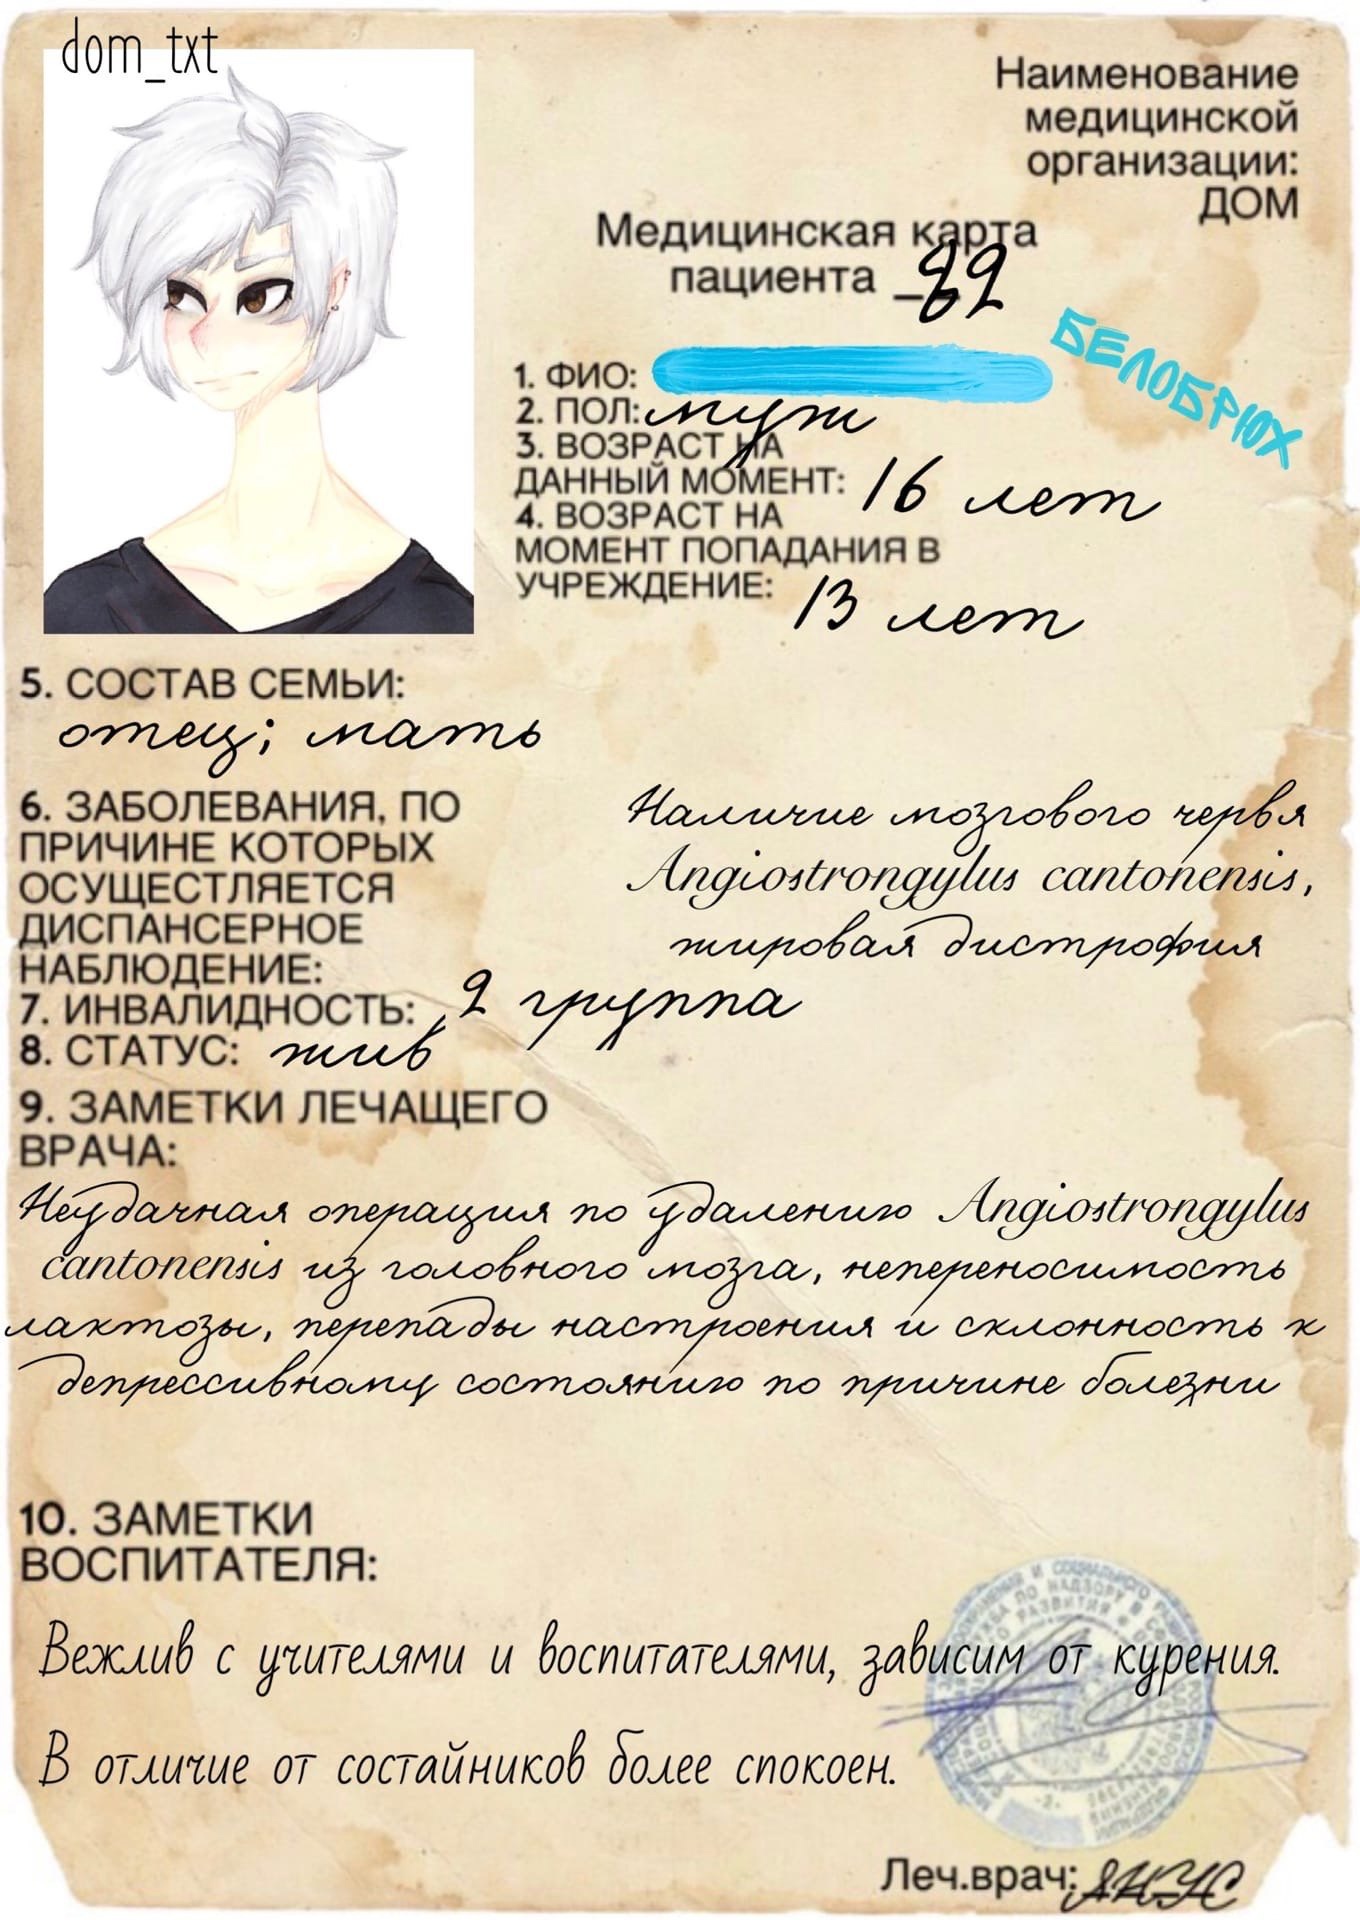 dom_txt
Наименование
медицинской
организации:
ДОМ
Медицинская карта
пациента _82
БЕЛОБРЮХ
1. ФИО:
2. ПОЛ: муж
3. ВОЗРАСТ НА
ДАННЫЙ МОМЕНТ: 16 лет
4. ВОЗРАСТ НА
МОМЕНТ ПОПАДАНИЯ В
УЧРЕЖДЕНИЕ: 13 лет
5. СОСТАВ СЕМЬИ:
отец; мать
6. ЗАБОЛЕВАНИЯ, ПО
ПРИЧИНЕ КОТОРЫХ
ОСУЩЕСТЛЯЕТСЯ
ДИСПАНСЕРНОЕ
НАБЛЮДЕНИЕ:
Наличие мозгового червя
Angiostrongylus cantonensis,
жировая дистрофия
7. ИНВАЛИДНОСТЬ: 2 группа
8. СТАТУС: жив
9. ЗАМЕТКИ ЛЕЧАЩЕГО
ВРАЧА:
Неудачная операция по удалению Angiostrongylus
cantonensis из головного мозга, непереносимость
лактозы, перепады настроения и склонность к
депрессивному состоянию по причине болезни
10. ЗАМЕТКИ
ВОСПИТАТЕЛЯ:
Вежлив с учителями и воспитателями, зависим от курения.
В отличие от состайников более спокоен.
Леч.врач: ЯНУС